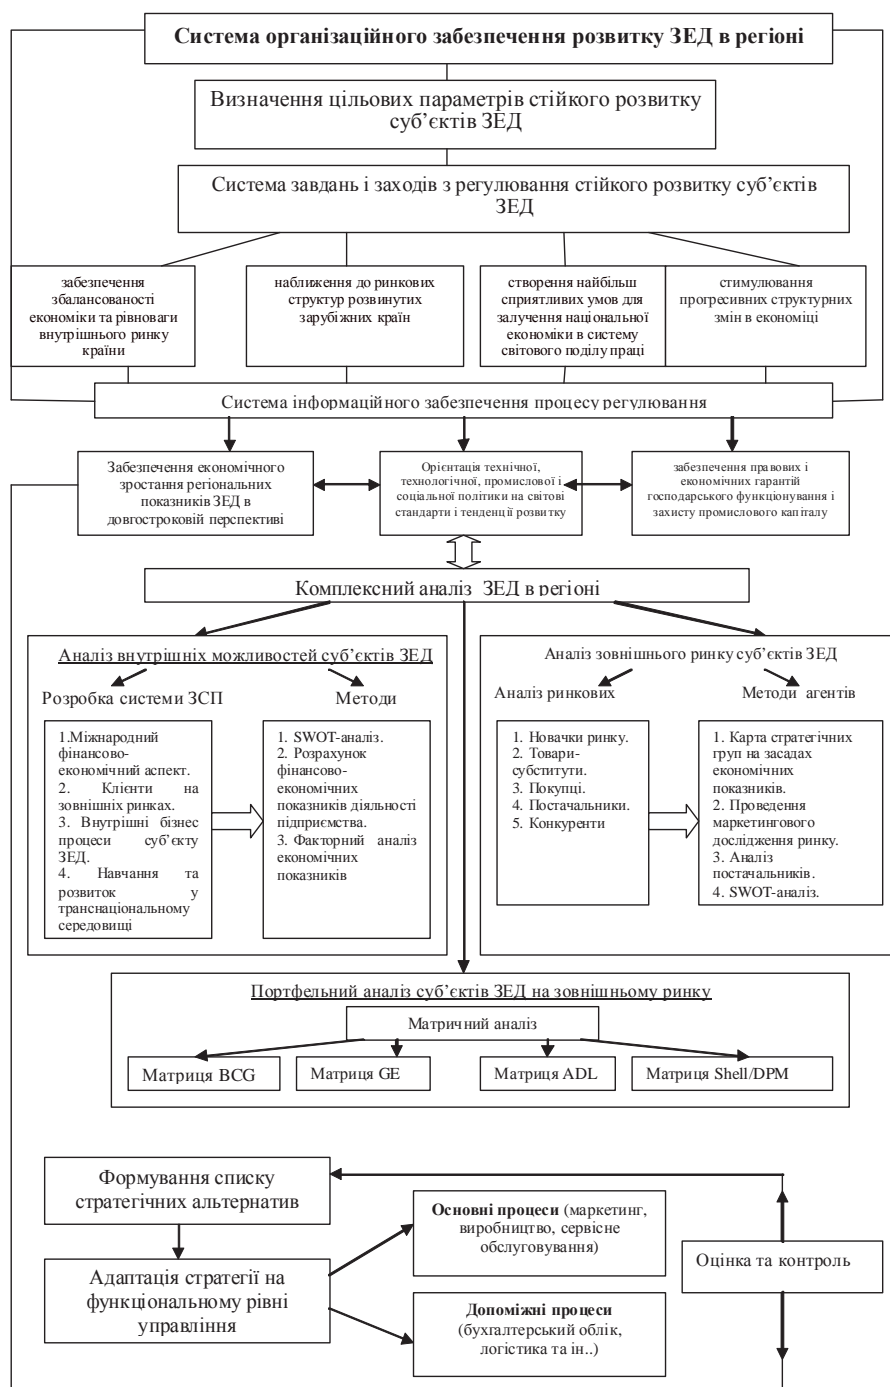 Система організаційного забезпечення розвитку ЗЕД в регіоні
Визначення цільових параметрів стійкого розвитку
суб’єктів ЗЕД
Система завдань і заходів з регулювання стійкого розвитку суб’єктів
ЗЕД
забезпечення
збалансованості
економіки та рівноваги
внутрішнього ринку
країни
наближення до ринкових
структур розвинутих
зарубіжних країн
створення найбільш
сприятливих умов для
залучення національної
економіки в систему
світового поділу праці
стимулювання
прогресивних структурних
змін в економіці
Система інформаційного забезпечення процесу регулювання
Забезпечення економічного
зростання регіональних
показників ЗЕД в
довгостроковій перспективі
Орієнтація технічної,
технологічної, промислової і
соціальної політики на світові
стандарти і тенденції розвитку
забезпечення правових і
економічних гарантій
господарського функціонування і
захисту промислового капіталу
Комплексний аналіз ЗЕД в регіоні
Аналіз внутрішніх можливостей суб’єктів ЗЕД
Розробка системи ЗСП
Методи
1.Міжнародний
фінансово-
економічний аспект.
2. Клієнти на
зовнішніх ринках.
3. Внутрішні бізнес
процеси суб’єкту
ЗЕД.
4. Навчання та
розвиток у
транснаціональному
середовищі
1. SWOT-аналіз.
2. Розрахунок
фінансово-
економічних
показників діяльності
підприємства.
3. Факторний аналіз
економічних
показників
Аналіз зовнішнього ринку суб’єктів ЗЕД
Аналіз ринкових
Методи агентів
1. Новачки ринку.
2. Товари-
субститути.
3. Покупці.
4. Постачальники.
5. Конкуренти
1. Карта стратегічних
груп на засадах
економічних
показників.
2. Проведення
маркетингового
дослідження ринку.
3. Аналіз
постачальників.
4. SWOT-аналіз.
Портфельний аналіз суб’єктів ЗЕД на зовнішньому ринку
Матричний аналіз
Матриця BCG
Матриця GE
Матриця ADL
Матриця Shell/DPM
Формування списку
стратегічних альтернатив
Адаптація стратегії на
функціональному рівні
управління
Основні процеси (маркетинг,
виробництво, сервісне
обслуговування)
Допоміжні процеси
(бухгалтерський облік,
логістика та ін..)
Оцінка та контроль